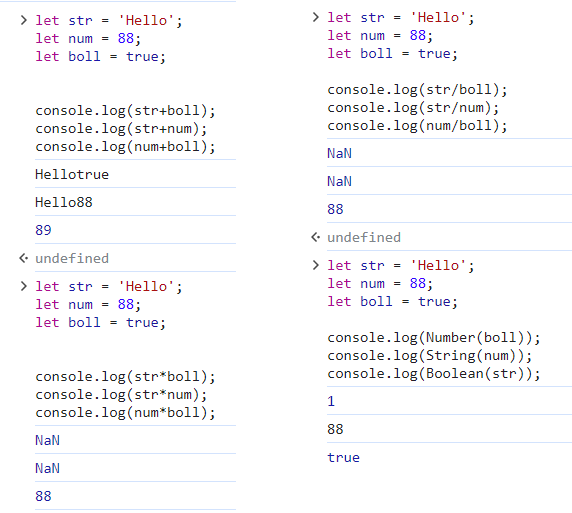 let str = 'Hello';
let num = 88;
let boll = true;
console.log(str+boll);
console.log(str+num);
console.log(num+boll);
Hellotrue
Hello88
89
undefined
let str = 'Hello';
let num = 88;
let boll = true;
console.log(str*boll);
console.log(str*num);
console.log(num*boll);
NaN
NaN
88
let str = 'Hello';
let num = 88;
let boll = true;
console.log(str/boll);
console.log(str/num);
console.log(num/boll);
NaN
NaN
88
undefined
let str = 'Hello';
let num = 88;
let boll = true;
console.log(Number(boll));
console.log(String(num));
console.log(Boolean(str));
1
88
true